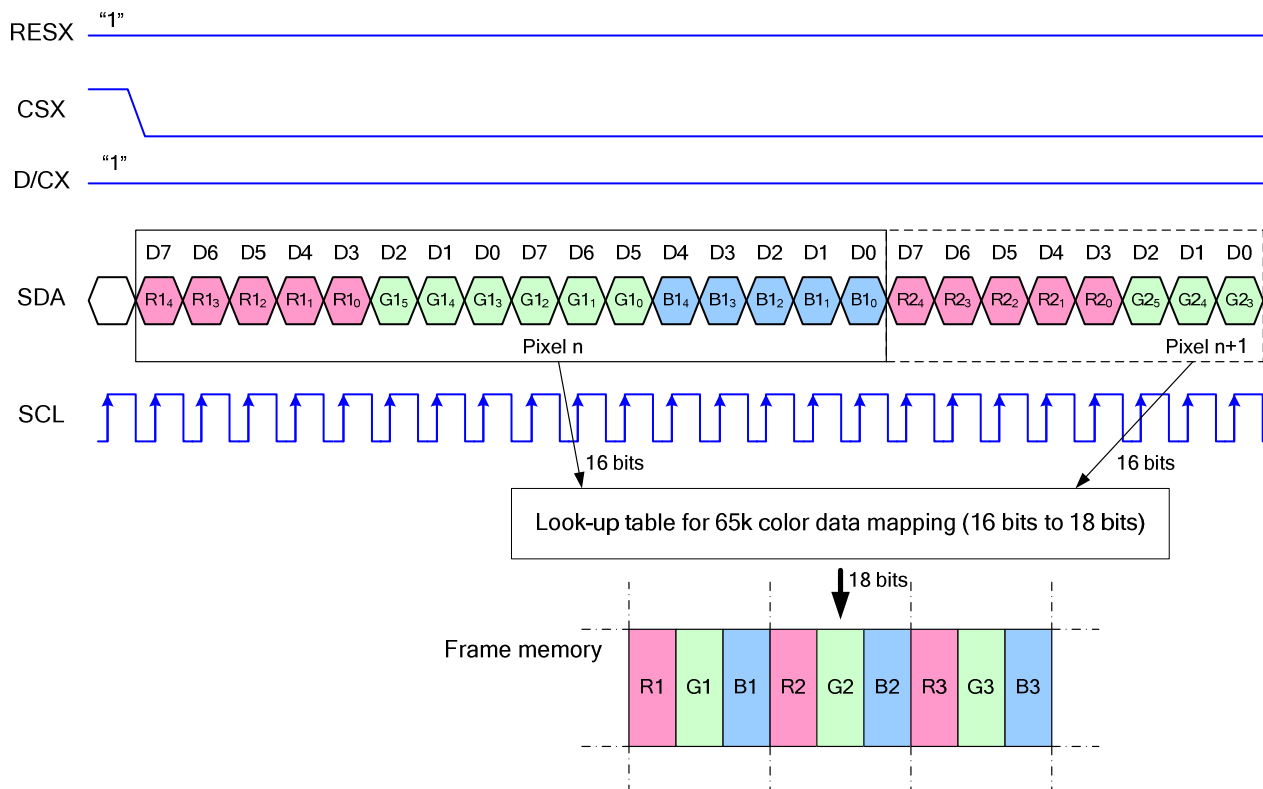 RESX “1”
CSX
D/CX “1”
D7 D6 D5 D4 D3 D2 D1 D0 D7 D6 D5 D4 D3 D2 D1 D0 D7 D6 D5 D4 D3 D2 D1 D0
SDA R1₄ R1₃ R1₂ R1₁ R1₀ G1₅ G1₄ G1₃ G1₂ G1₁ G1₀ B1₄ B1₃ B1₂ B1₁ B1₀ R2₄ R2₃ R2₂ R2₁ R2₀ G2₅ G2₄ G2₃
Pixel n Pixel n+1
SCL
16 bits 16 bits
Look-up table for 65k color data mapping (16 bits to 18 bits)
18 bits
Frame memory
R1 G1 B1 R2 G2 B2 R3 G3 B3